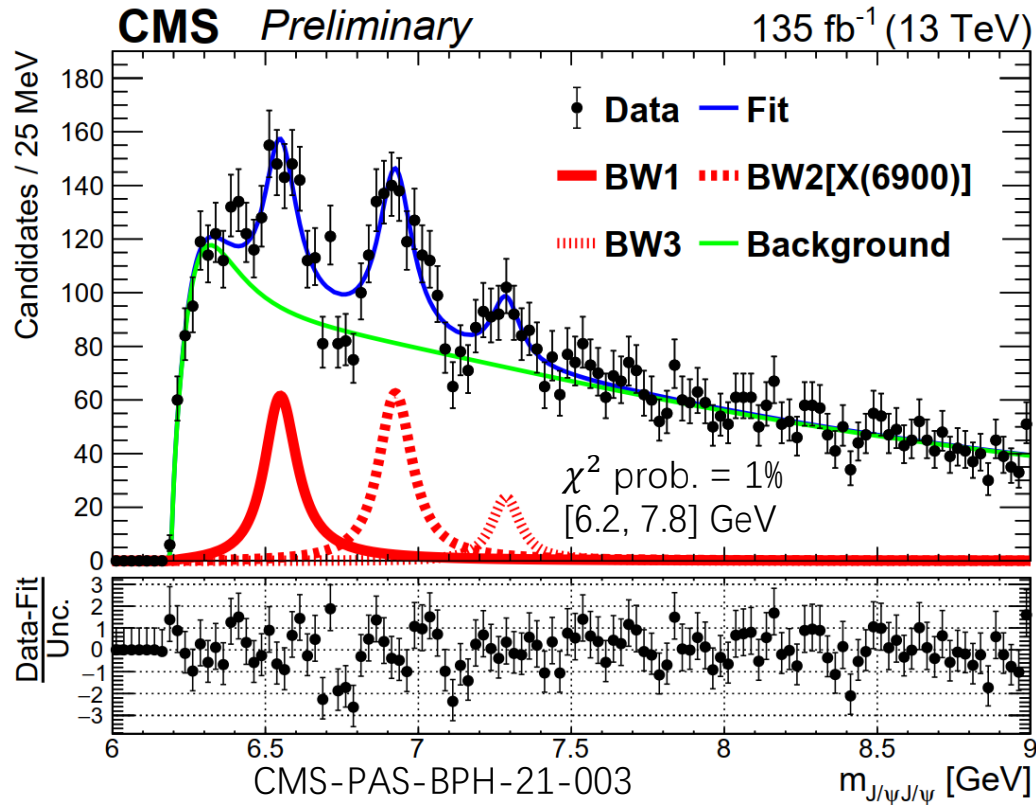 CMS Preliminary 135 fb⁻¹ (13 TeV)
Candidates / 25 MeV
180
160
140
120
100
80
60
40
20
0
Data Fit
BW1 BW2[X(6900)]
BW3 Background
χ² prob. = 1%
[6.2, 7.8] GeV
Data-Fit
Unc.
3
2
1
0
−1
−2
−3
6 6.5 7 7.5 8 8.5 9
CMS-PAS-BPH-21-003 m_{J/ψJ/ψ} [GeV]